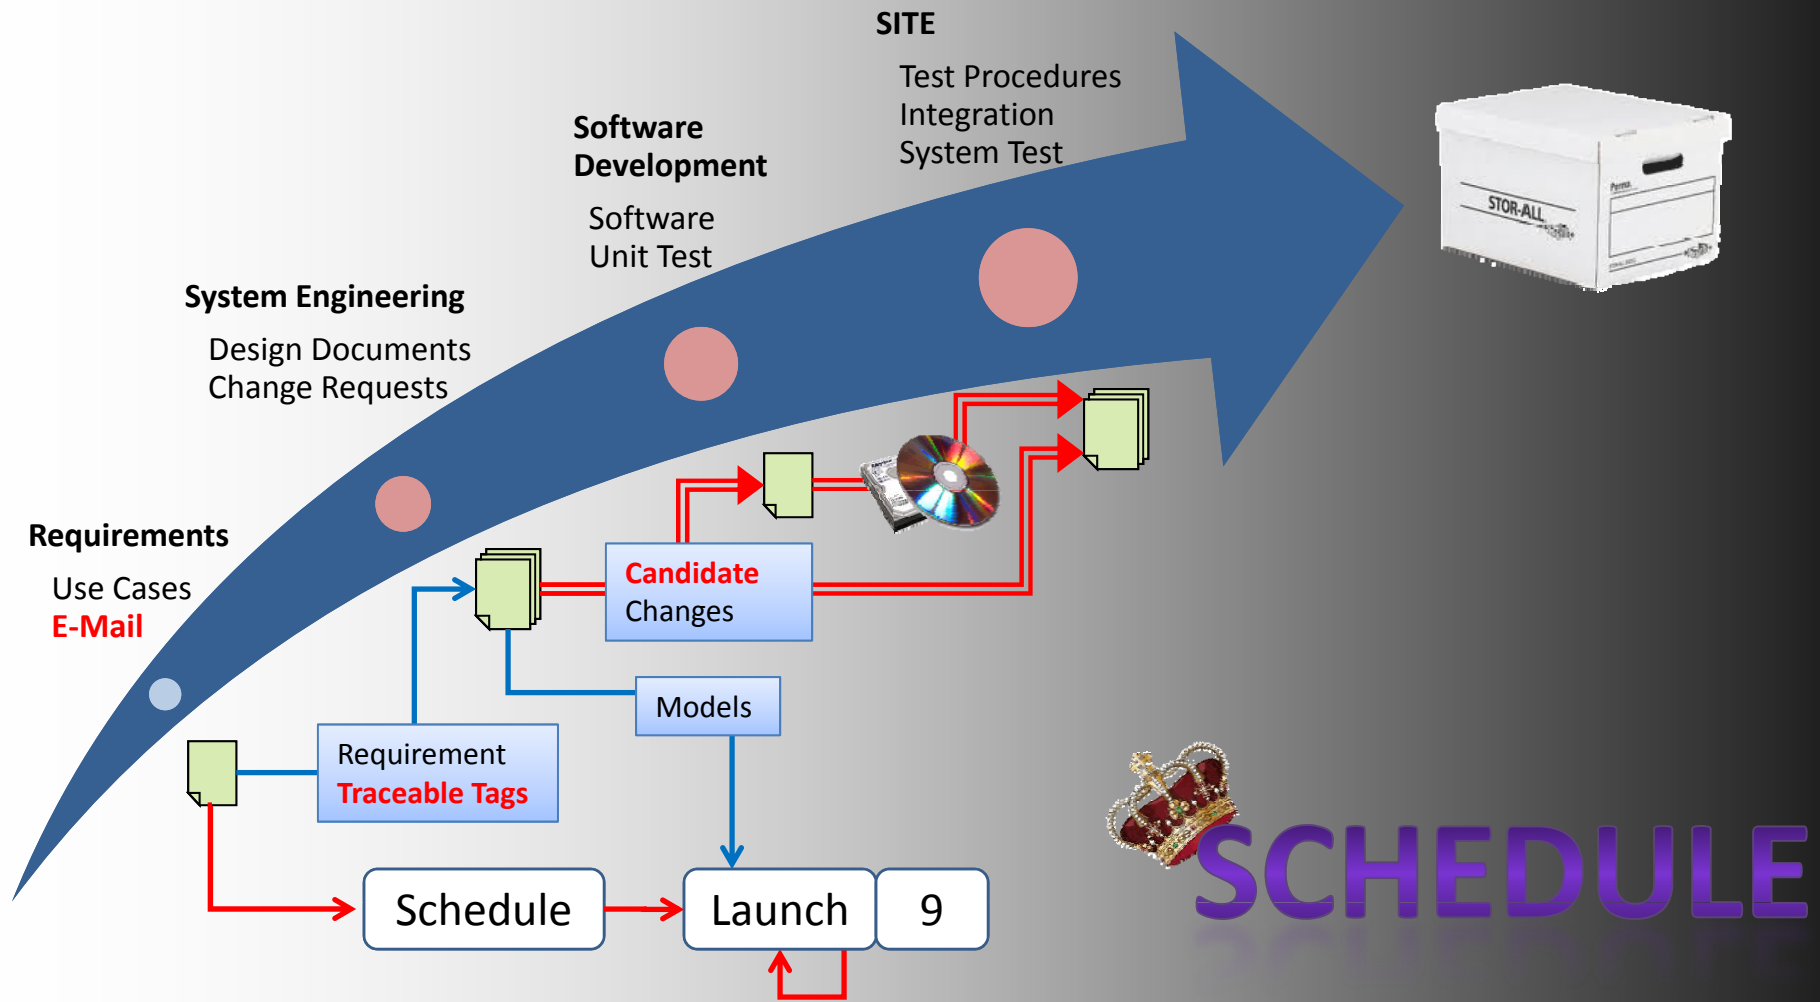 SITE
Test Procedures
Integration
System Test
Software
Development
Software
Unit Test
System Engineering
Design Documents
Change Requests
Requirements
Use Cases
E-Mail
Perma
STOR-ALL
Candidate
Changes
Models
Requirement
Traceable Tags
Schedule
Launch
9
SCHEDULE